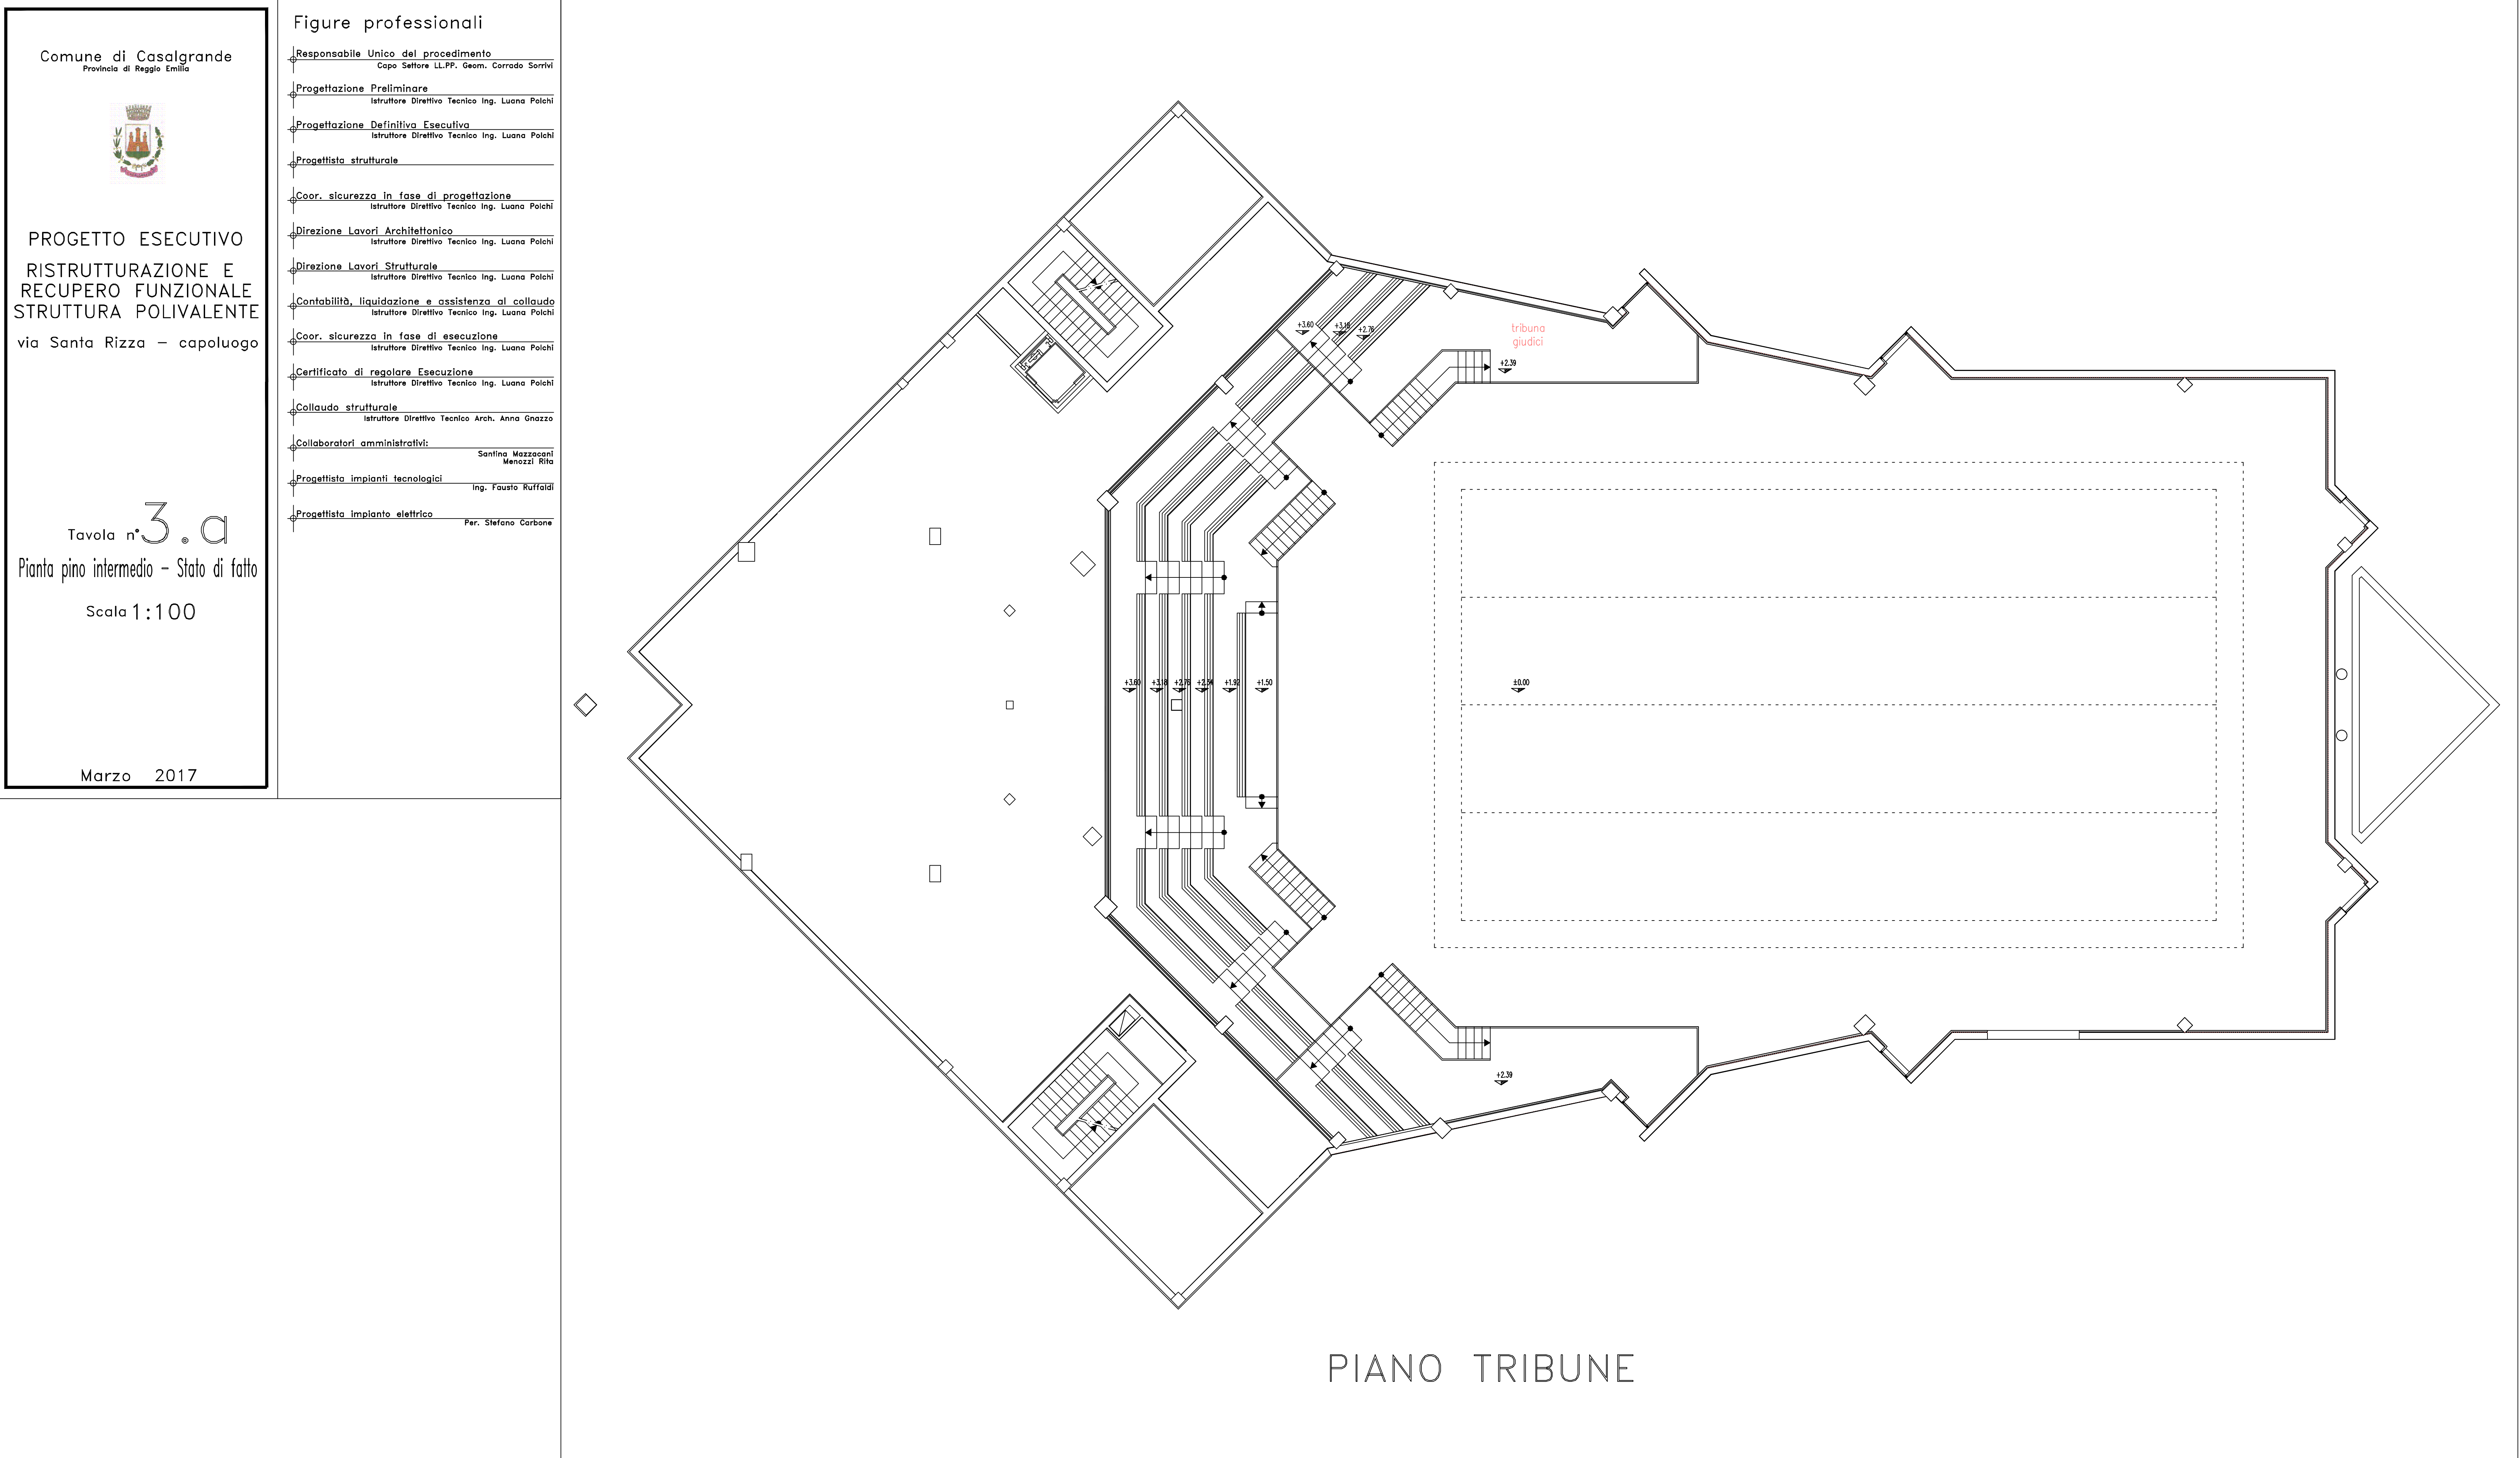 Comune di Casalgrande
Provincia di Reggio Emilia
PROGETTO ESECUTIVO
RISTRUTTURAZIONE E
RECUPERO FUNZIONALE
STRUTTURA POLIVALENTE
via Santa Rizza – capoluogo
Tavola n° 3.a
Pianta pino intermedio – Stato di fatto
Scala 1:100
Marzo 2017
Figure professionali
Responsabile Unico del procedimento
Capo Settore LL.PP. Geom. Corrado Sorrivi
Progettazione Preliminare
Istruttore Direttivo Tecnico Ing. Luana Polchi
Progettazione Definitiva Esecutiva
Istruttore Direttivo Tecnico Ing. Luana Polchi
Progettista strutturale
Coor. sicurezza in fase di progettazione
Istruttore Direttivo Tecnico Ing. Luana Polchi
Direzione Lavori Architettonico
Istruttore Direttivo Tecnico Ing. Luana Polchi
Direzione Lavori Strutturale
Istruttore Direttivo Tecnico Ing. Luana Polchi
Contabilità, liquidazione e assistenza al collaudo
Istruttore Direttivo Tecnico Ing. Luana Polchi
Coor. sicurezza in fase di esecuzione
Istruttore Direttivo Tecnico Ing. Luana Polchi
Certificato di regolare Esecuzione
Istruttore Direttivo Tecnico Ing. Luana Polchi
Collaudo strutturale
Istruttore Direttivo Tecnico Arch. Anna Gnazzo
Collaboratori amministrativi:
Santina Mazzacani
Menozzi Rita
Progettista impianti tecnologici
Ing. Fausto Ruffaldi
Progettista impianto elettrico
Per. Stefano Carbone
+3.60 +3.18 +2.76
tribuna
giudici
+2.39
+3.60 +3.18 +2.76 +2.34 +1.92 +1.50
±0.00
+2.39
PIANO TRIBUNE